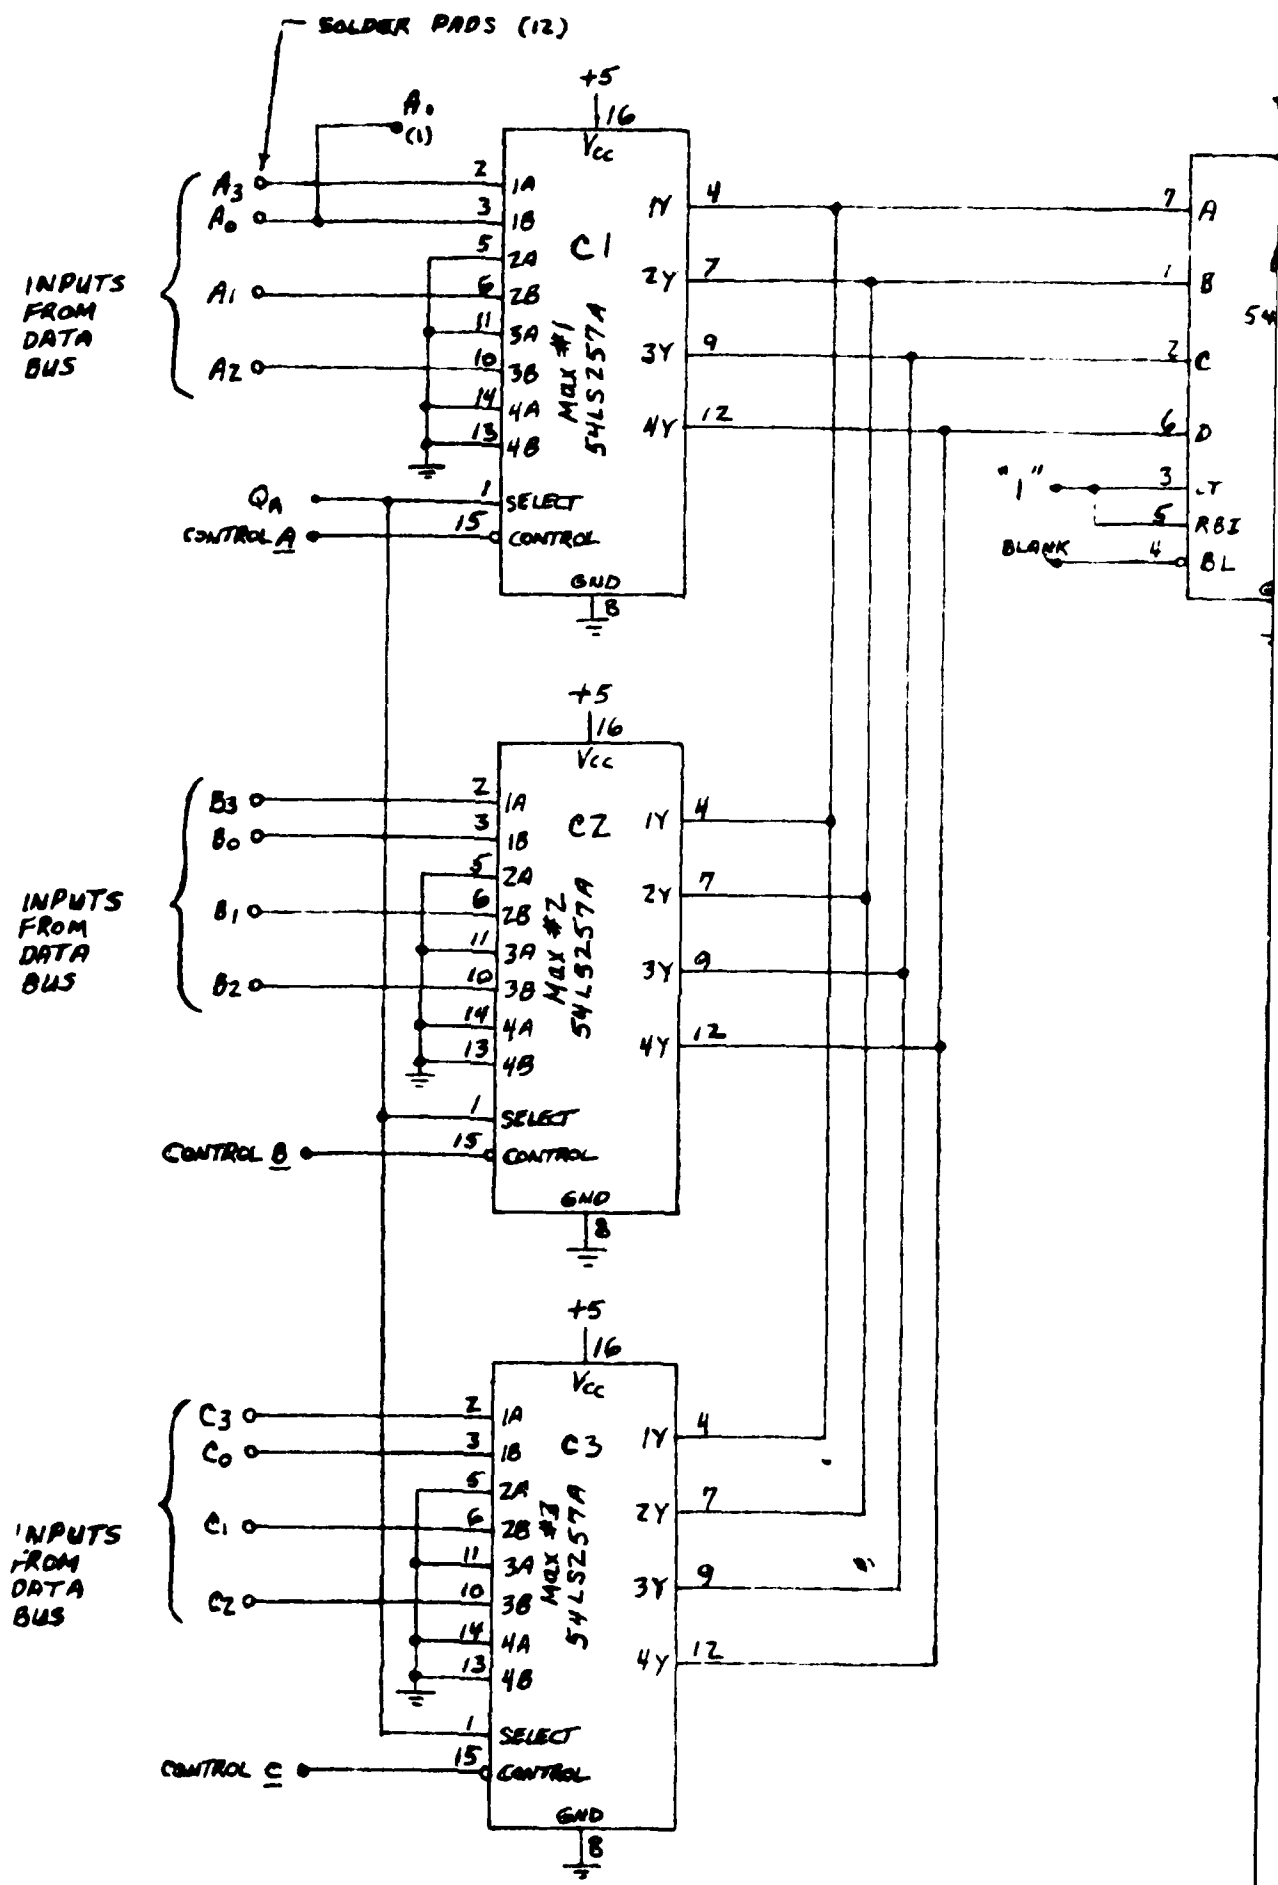 SOLDER PADS (12)
+5
16
Vcc
A0
(1)
INPUTS
FROM
DATA
BUS
A3
A0
A1
A2
2
3
5
6
11
10
14
13
1A
1B
2A
2B
3A
3B
4A
4B
C1
Max #1
54LS257A
1Y
2Y
3Y
4Y
4
7
9
12
QA
1
SELECT
CONTROL A
15
CONTROL
GND
8
7
1
2
6
A
B
C
D
54
"1"
3
LT
5
RBI
BLANK
4
BL
+5
16
Vcc
INPUTS
FROM
DATA
BUS
B3
B0
B1
B2
2
3
5
6
11
10
14
13
1A
1B
2A
2B
3A
3B
4A
4B
C2
Max #2
54LS257A
1Y
2Y
3Y
4Y
4
7
9
12
1
SELECT
CONTROL B
15
CONTROL
GND
8
+5
16
Vcc
INPUTS
FROM
DATA
BUS
C3
C0
C1
C2
2
3
5
6
11
10
14
13
1A
1B
2A
2B
3A
3B
4A
4B
C3
Max #3
54LS257A
1Y
2Y
3Y
4Y
4
7
9
12
1
SELECT
CONTROL C
15
CONTROL
GND
8